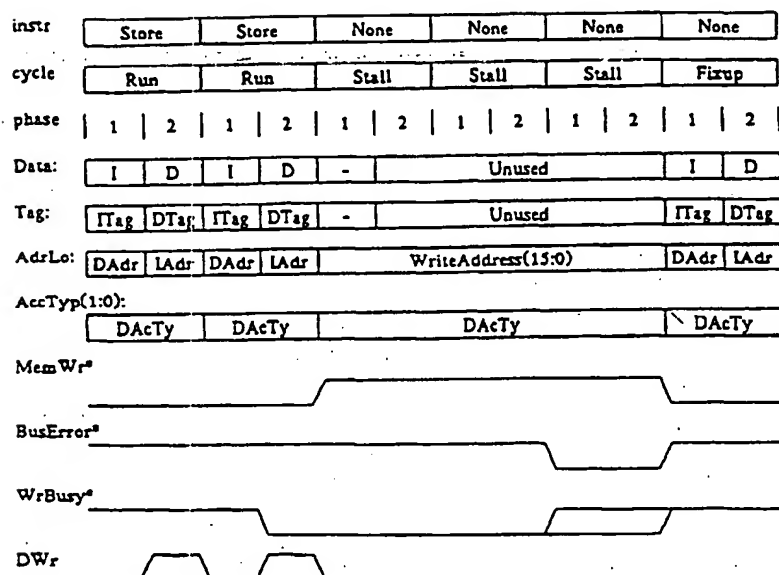 instr Store Store None None None None
cycle Run Run Stall Stall Stall Fixup
phase 1 2 1 2 1 2 1 2 1 2 1 2
Data: I D I D - Unused I D
Tag: ITag DTag ITag DTag - Unused ITag DTag
AdrLo: DAdr IAdr DAdr IAdr WriteAddress(15:0) DAdr IAdr
AccTyp(1:0):
DAcTy DAcTy DAcTy DAcTy
MemWr*
BusError*
WrBusy*
DWr